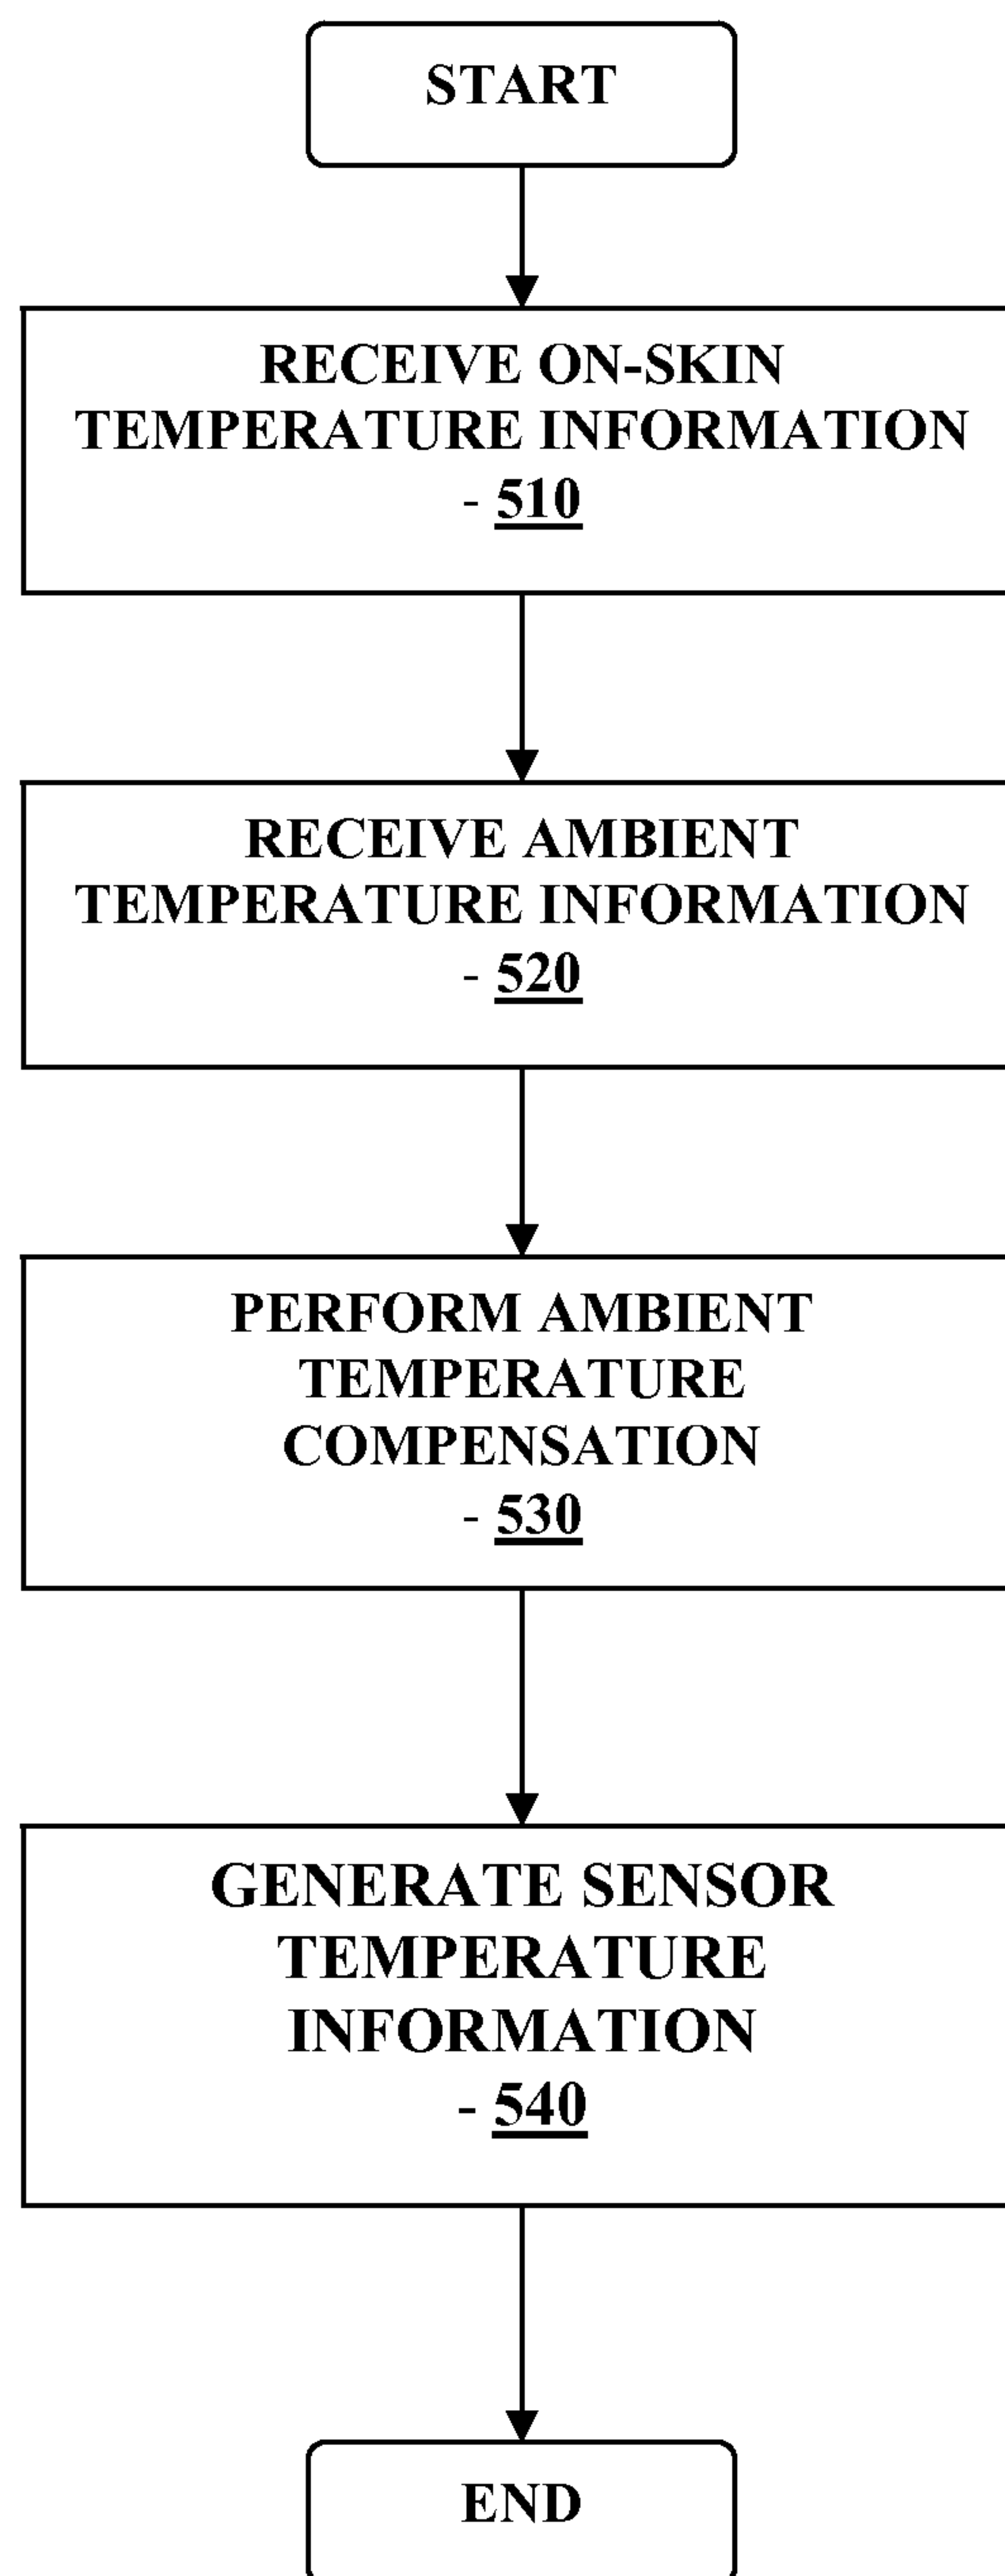 START
RECEIVE ON-SKIN
TEMPERATURE INFORMATION
- 510
RECEIVE AMBIENT
TEMPERATURE INFORMATION
- 520
PERFORM AMBIENT
TEMPERATURE
COMPENSATION
- 530
GENERATE SENSOR
TEMPERATURE
INFORMATION
- 540
END